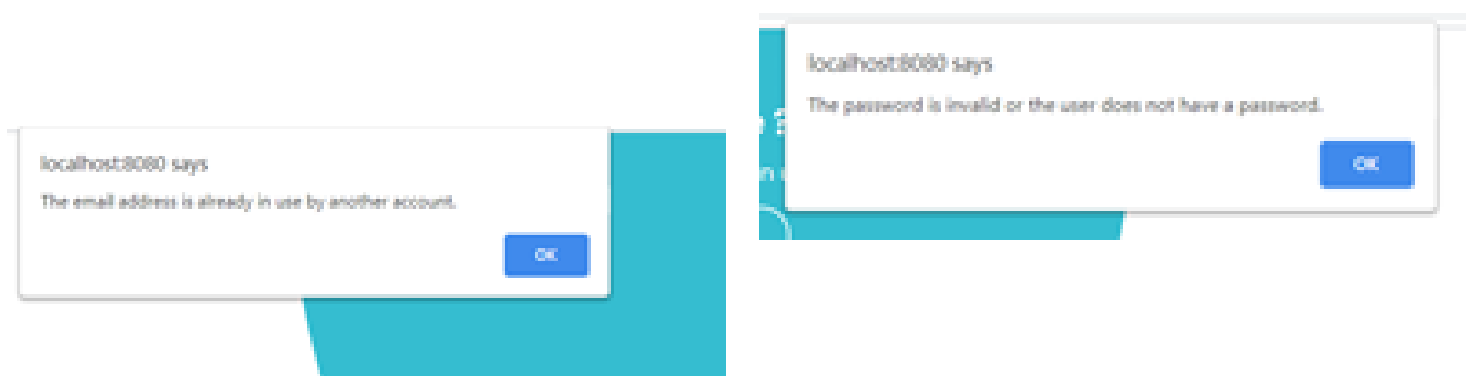 localhost:8080 says
The email address is already in use by another account.
OK
localhost:8080 says
The password is invalid or the user does not have a password.
OK